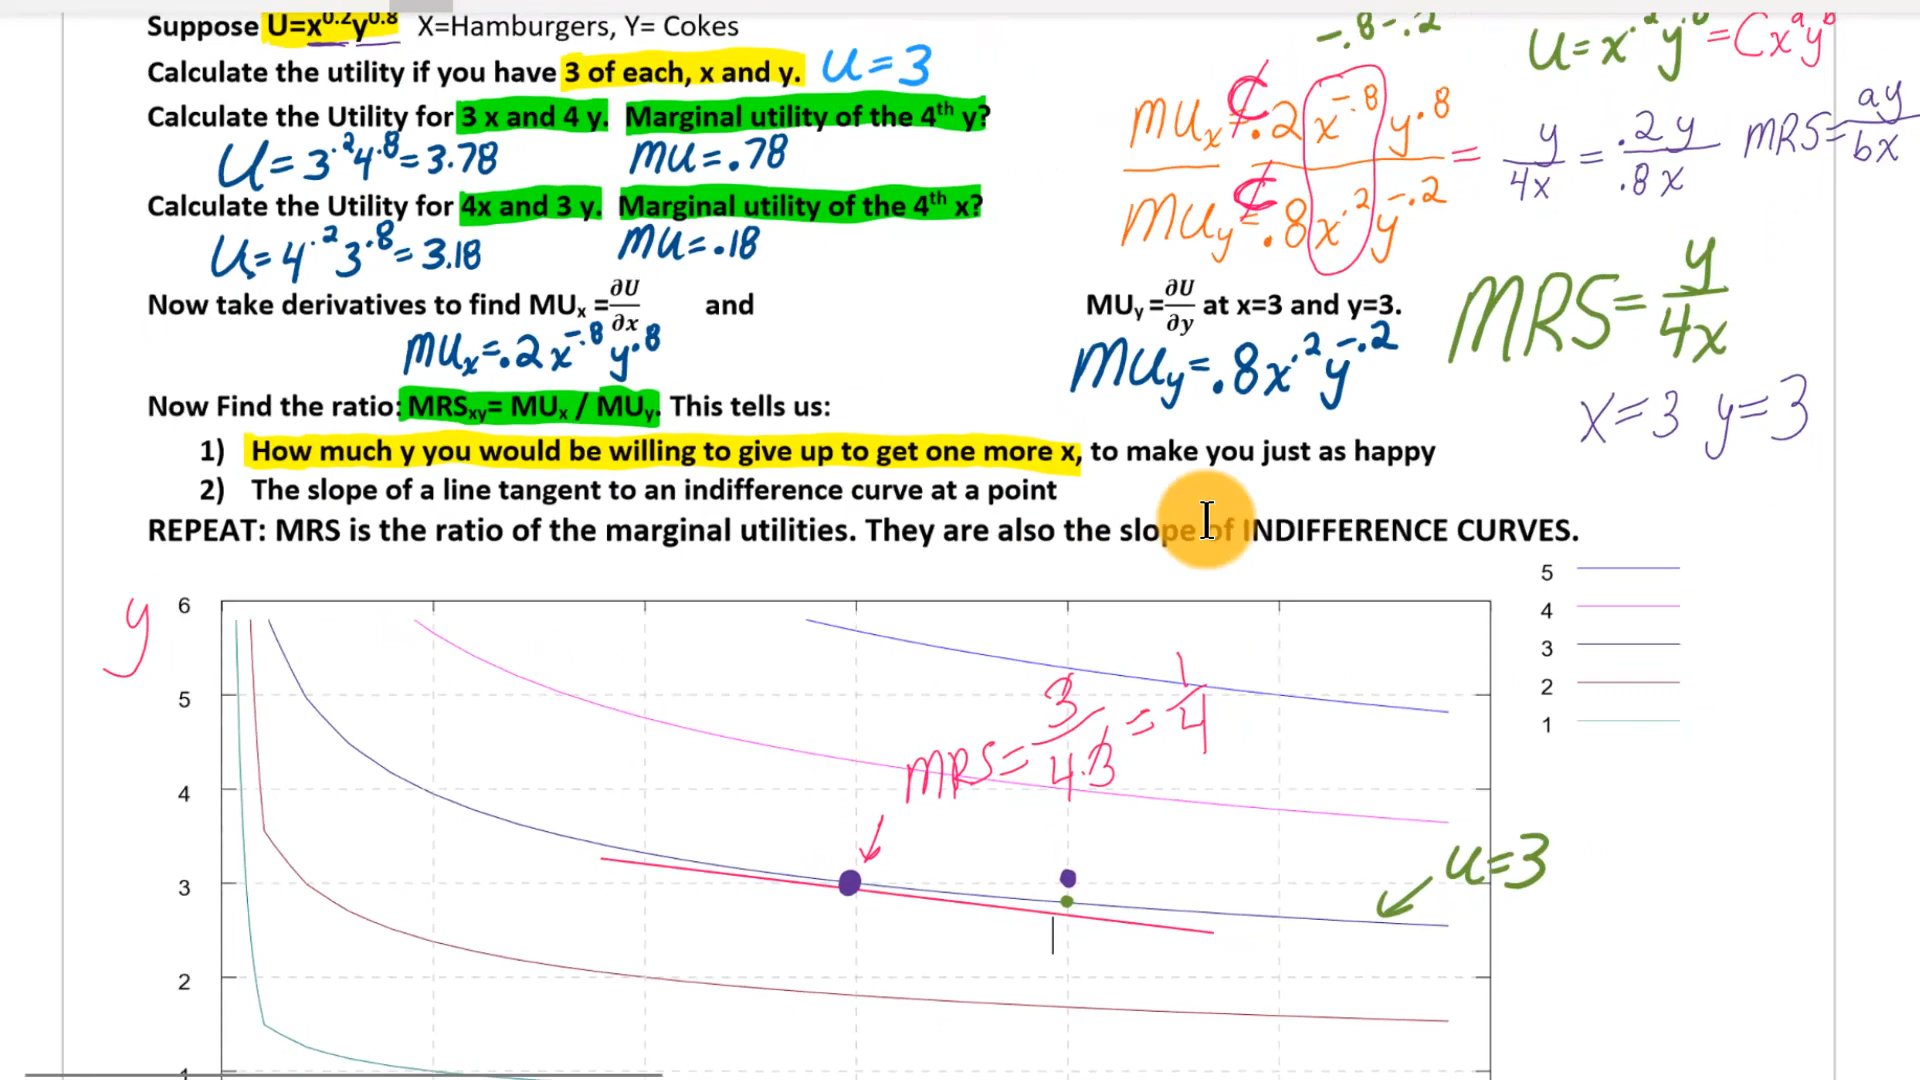 Suppose U=x^0.2y^0.8 X=Hamburgers, Y= Cokes
-.8-.2
U=x^.2 y =Cx^a y^b
Calculate the utility if you have 3 of each, x and y. U=3
Calculate the Utility for 3 x and 4 y. Marginal utility of the 4th y?
U=3^.2 4^.8=3.78 MU=.78
Calculate the Utility for 4x and 3 y. Marginal utility of the 4th x?
U=4^.2 3^.8=3.18 MU=.18
MUx ¢ =.2x^-.8 y^.8
MUy ¢ =.8x^.2 y^-.2
= y/4x = .2y/.8x MRS= ay/bx
Now take derivatives to find MUx =∂U/∂x and MUy =∂U/∂y at x=3 and y=3.
MUx=.2x^-.8 y^.8 MUy=.8x^.2 y^-.2
MRS= y/4x
x=3 y=3
Now Find the ratio: MRSxy= MUx / MUy. This tells us:
1) How much y you would be willing to give up to get one more x, to make you just as happy
2) The slope of a line tangent to an indifference curve at a point
REPEAT: MRS is the ratio of the marginal utilities. They are also the slope of INDIFFERENCE CURVES.
5
4
3
2
1
y
6
5
4
3
2
1
MRS= 3/4·3 = 1/4
U=3